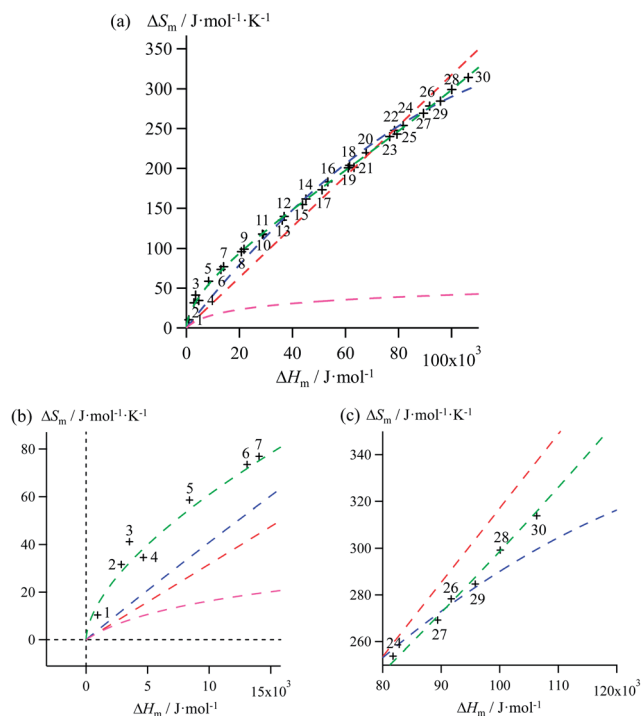 (a) ΔSm / J·mol-1·K-1
350
300
250
200
150
100
50
0
1 2 3 4 5 6 7 8 9 10 11 12 13 14 15 16 17 18 19 20 21 22 23 24 25 26 27 28 29 30
0 20 40 60 80 100x10³
ΔHm / J·mol-1
(b) ΔSm / J·mol-1·K-1
80
60
40
20
0
1 2 3 4 5 6 7
0 5 10 15x10³
ΔHm / J·mol-1
(c) ΔSm / J·mol-1·K-1
340
320
300
280
260
24 26 27 28 29 30
80 90 100 110 120x10³
ΔHm / J·mol-1